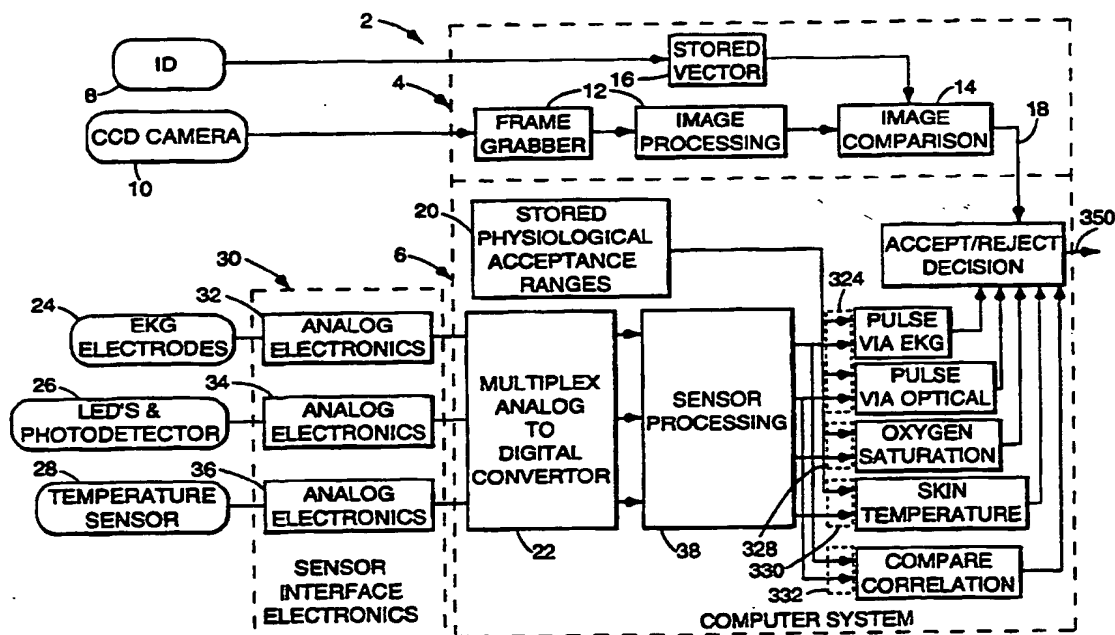 2
ID
8
STORED
VECTOR
16
4
12
14
18
CCD CAMERA
10
FRAME
GRABBER
IMAGE
PROCESSING
IMAGE
COMPARISON
20
STORED
PHYSIOLOGICAL
ACCEPTANCE
RANGES
ACCEPT/REJECT
DECISION
350
6
30
324
24
EKG
ELECTRODES
32
ANALOG
ELECTRONICS
PULSE
VIA EKG
26
LED'S &
PHOTODETECTOR
34
ANALOG
ELECTRONICS
MULTIPLEX
ANALOG
TO
DIGITAL
CONVERTOR
SENSOR
PROCESSING
PULSE
VIA OPTICAL
OXYGEN
SATURATION
28
TEMPERATURE
SENSOR
36
ANALOG
ELECTRONICS
SKIN
TEMPERATURE
22
38
328
330
332
COMPARE
CORRELATION
SENSOR
INTERFACE
ELECTRONICS
COMPUTER SYSTEM